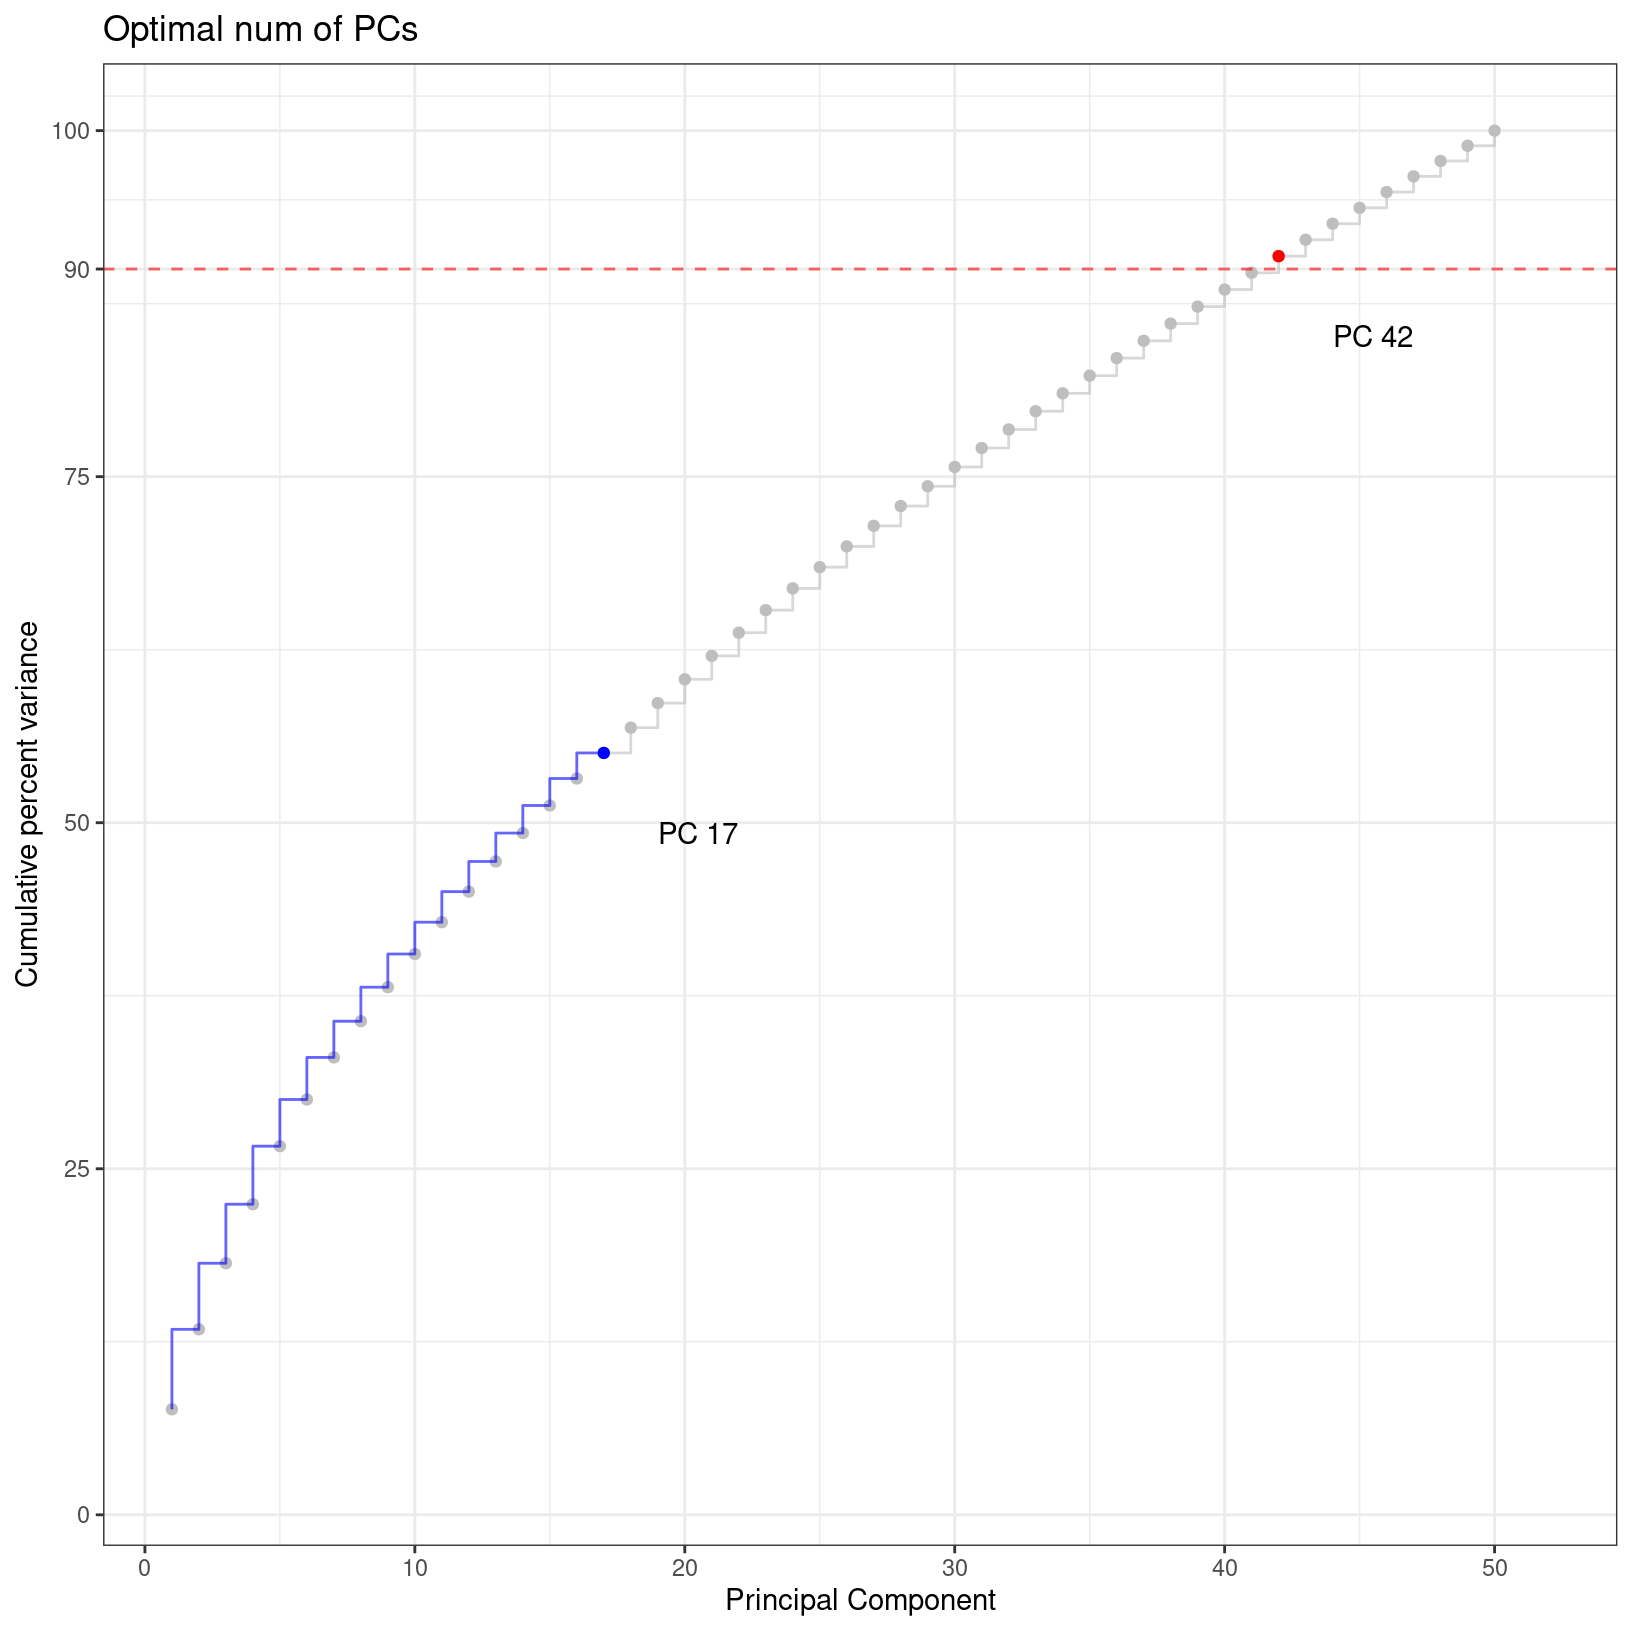 Optimal num of PCs
100
90
75
50
25
0
Cumulative percent variance
PC 42
PC 17
0 10 20 30 40 50
Principal Component